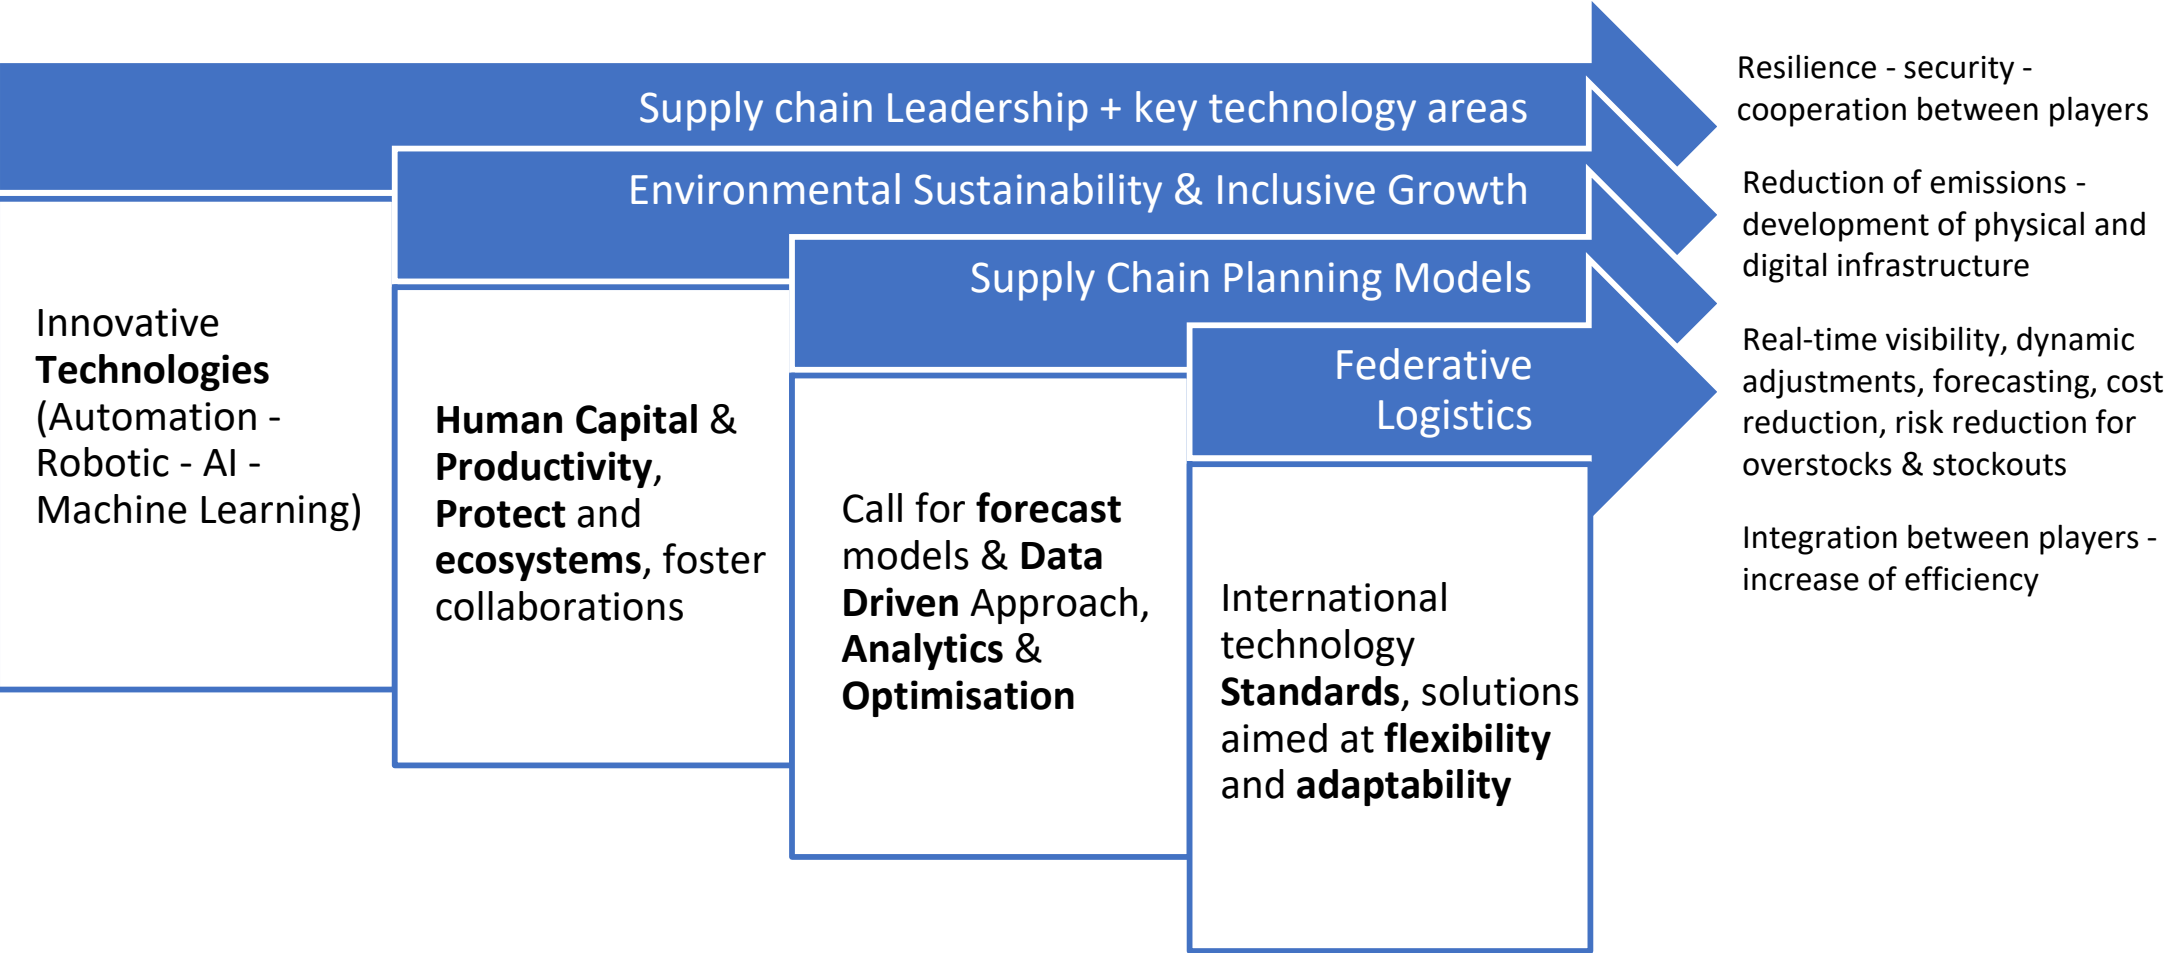 Supply chain Leadership + key technology areas
Environmental Sustainability & Inclusive Growth
Supply Chain Planning Models
Federative
Logistics
Innovative
Technologies
(Automation -
Robotic - AI -
Machine Learning)
Human Capital &
Productivity,
Protect and
ecosystems, foster
collaborations
Call for forecast
models & Data
Driven Approach,
Analytics &
Optimisation
International
technology
Standards, solutions
aimed at flexibility
and adaptability
Resilience - security -
cooperation between players
Reduction of emissions -
development of physical and
digital infrastructure
Real-time visibility, dynamic
adjustments, forecasting, cost
reduction, risk reduction for
overstocks & stockouts
Integration between players -
increase of efficiency